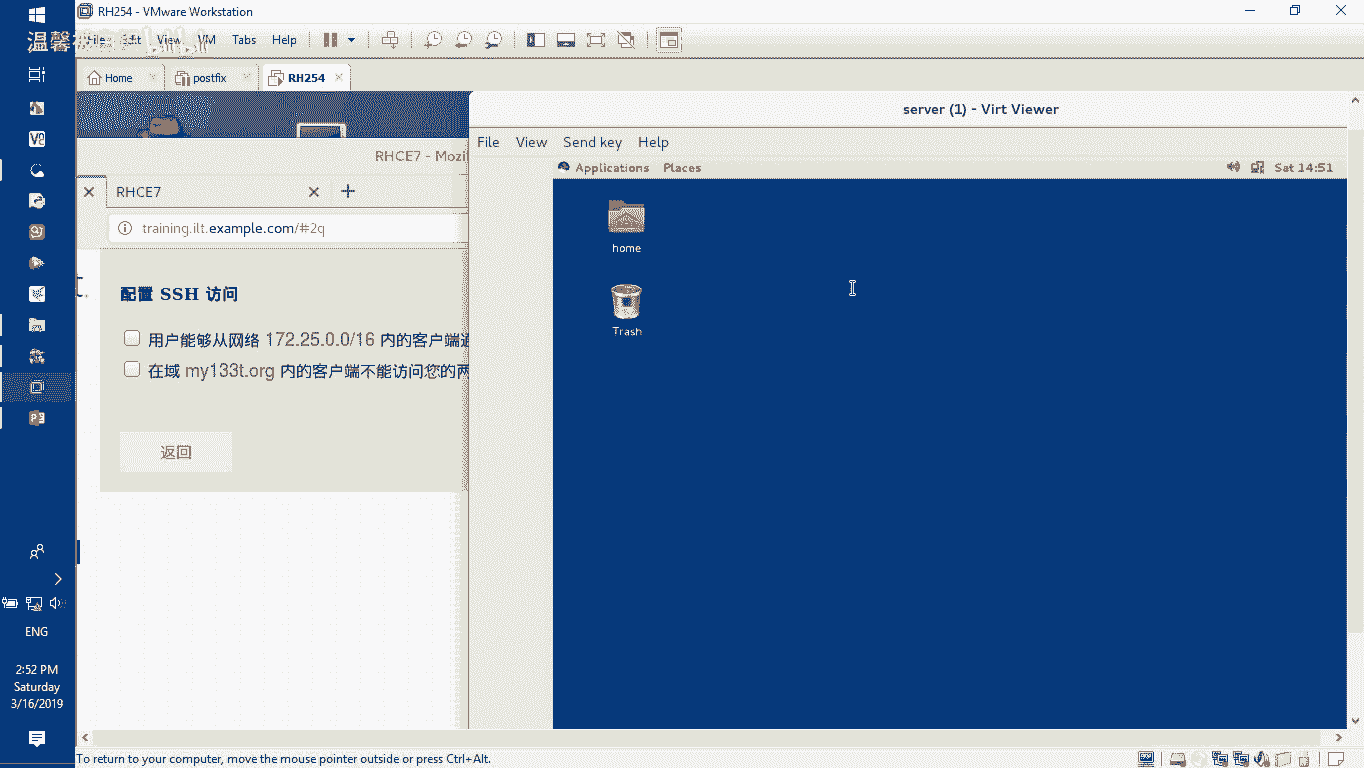 RH254 - VMware Workstation
温馨
File Edit View VM Tabs Help
Home
postfix
RH254
server (1) - Virt Viewer
File View Send key Help
RHCE7 - Mozil
Applications Places
Sat 14:51
RHCE7
training.ilt.example.com/#2q
home
配置 SSH 访问
Trash
用户能够从网络 172.25.0.0/16 内的客户端通
在域 my133t.org 内的客户端不能访问您的两
返回
ENG
2:52 PM
Saturday
3/16/2019
To return to your computer, move the mouse pointer outside or press Ctrl+Alt.